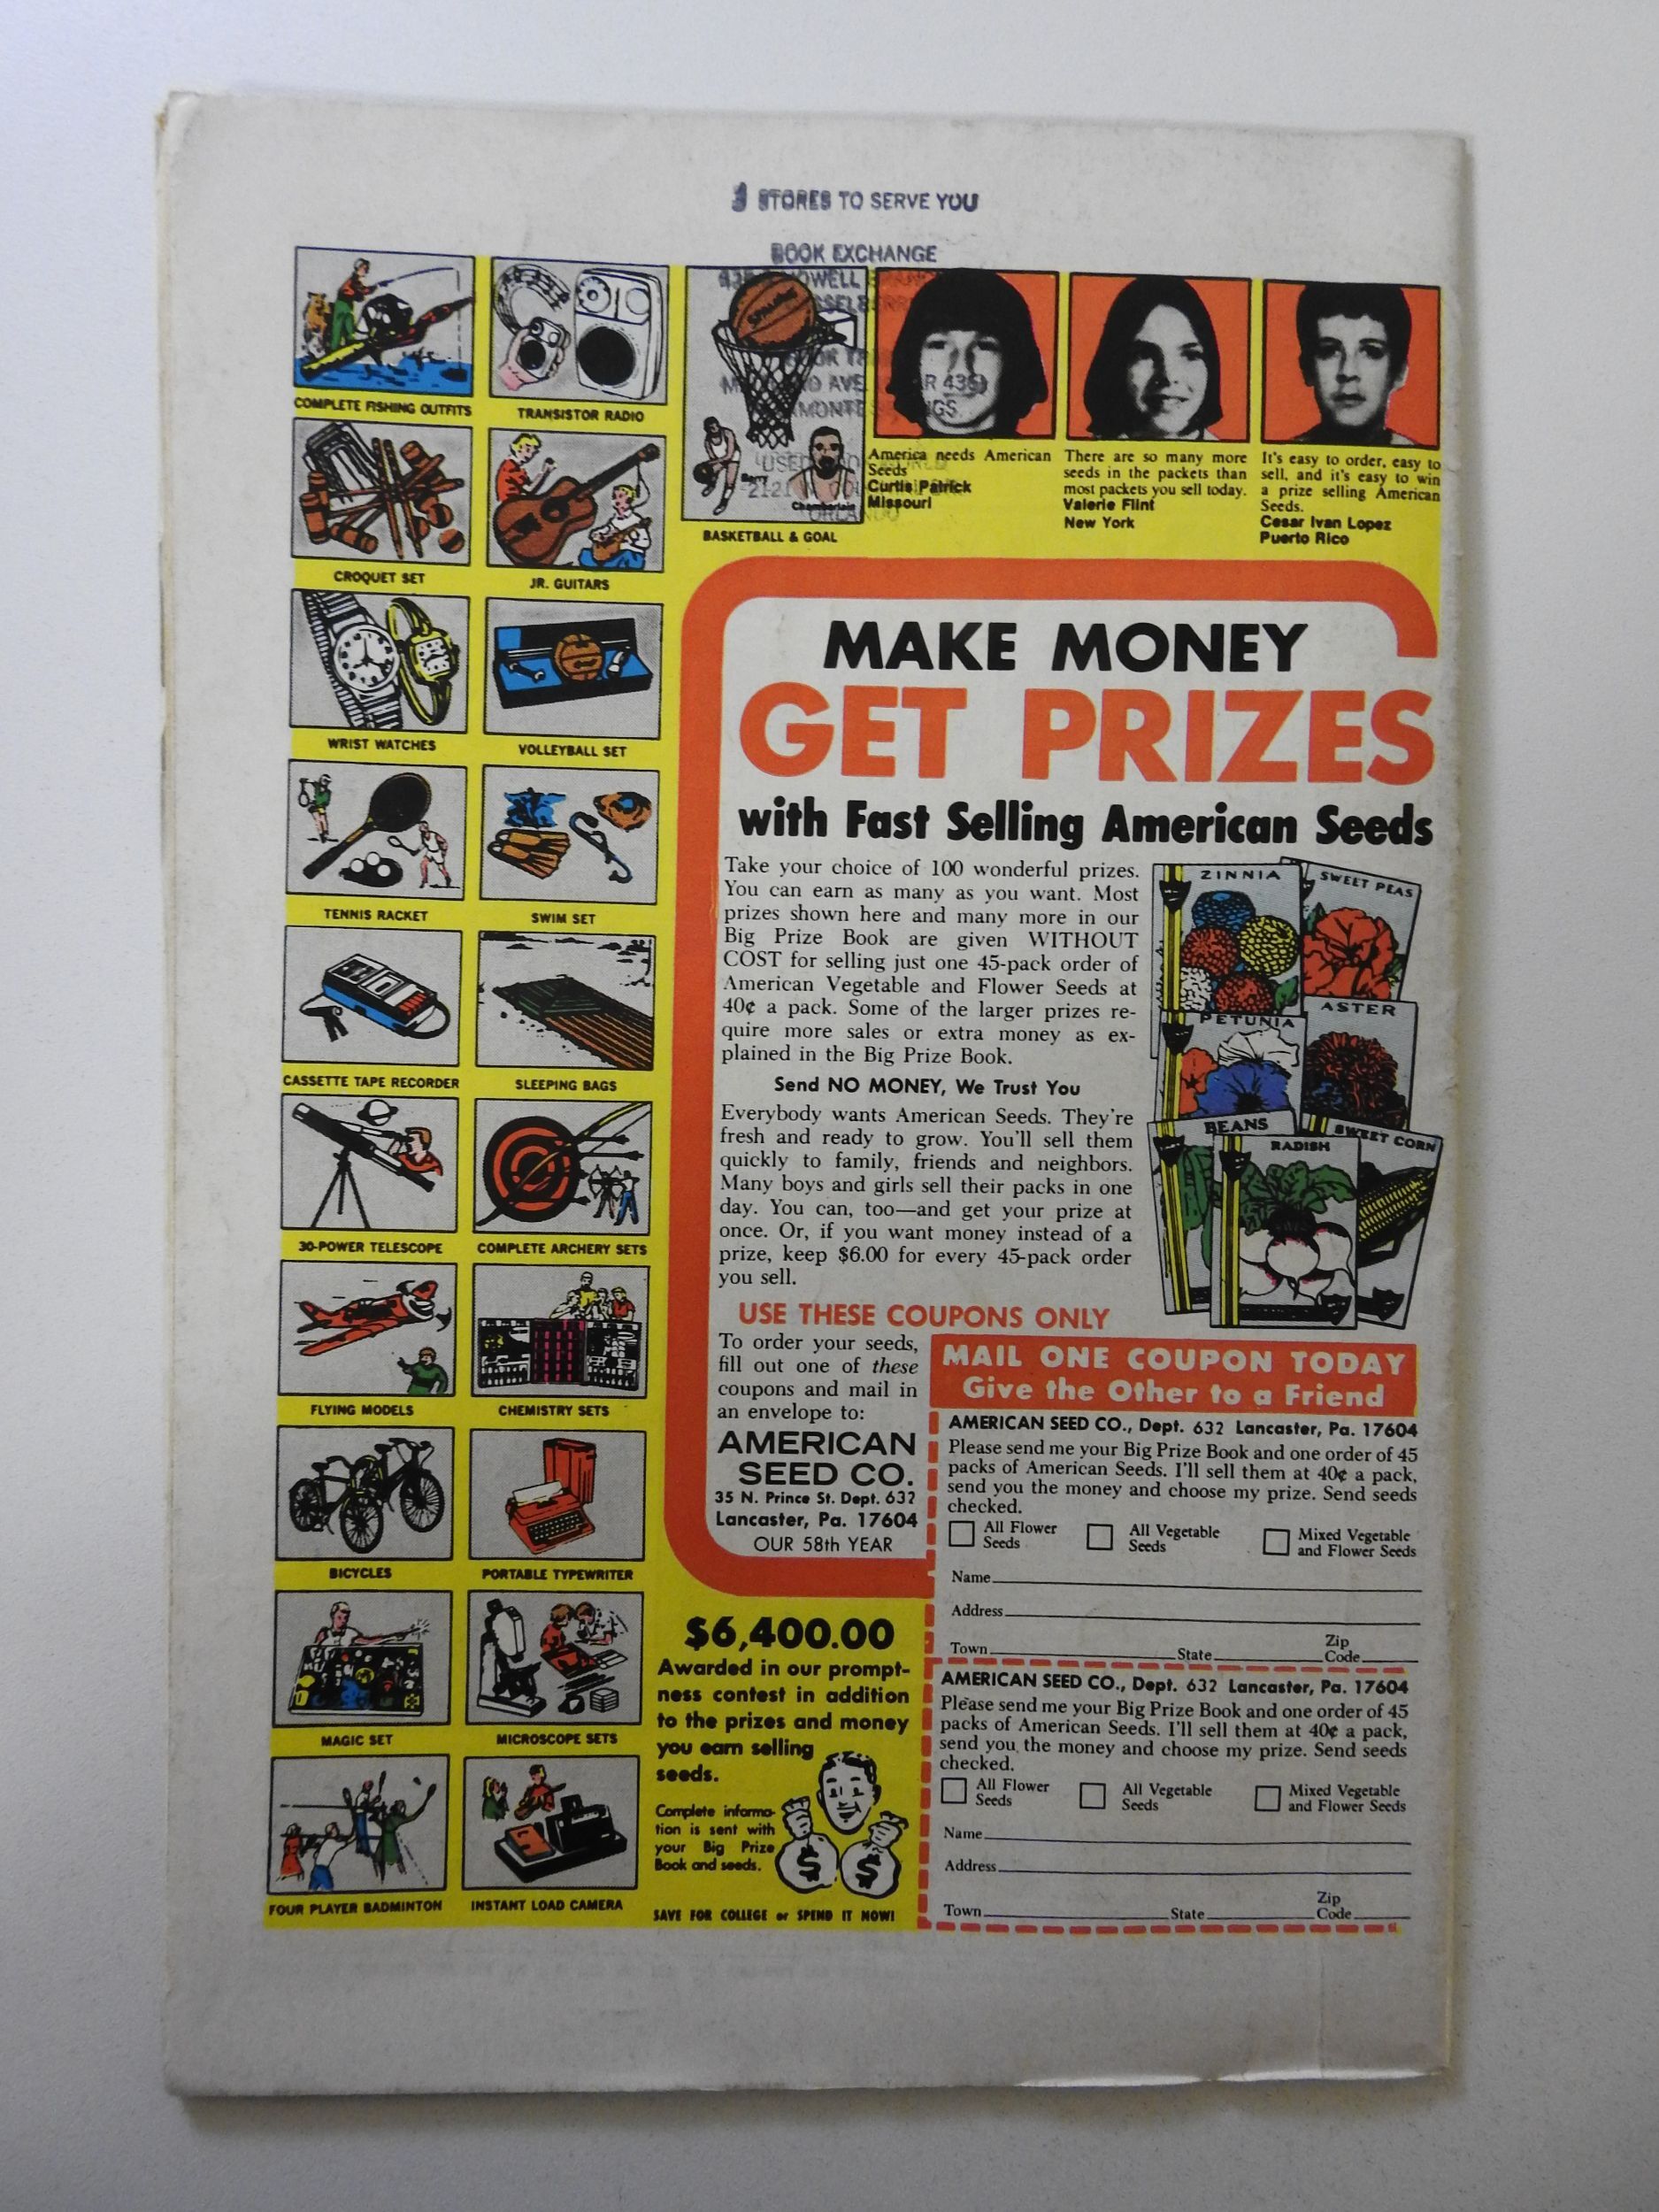 3 STORES TO SERVE YOU
BOOK EXCHANGE
COMPLETE FISHING OUTFITS
TRANSISTOR RADIO
CROQUET SET
JR. GUITARS
WRIST WATCHES
VOLLEYBALL SET
TENNIS RACKET
SWIM SET
CASSETTE TAPE RECORDER
SLEEPING BAGS
30-POWER TELESCOPE
COMPLETE ARCHERY SETS
FLYING MODELS
CHEMISTRY SETS
BICYCLES
PORTABLE TYPEWRITER
MAGIC SET
MICROSCOPE SETS
FOUR PLAYER BADMINTON
INSTANT LOAD CAMERA
Spalding
Barry
Chamberlain
ORLANDO
BASKETBALL & GOAL
America needs American
Seeds
Curtis Patrick
Missouri
There are so many more
seeds in the packets than
most packets you sell today.
Valerie Flint
New York
It's easy to order, easy to
sell, and it's easy to win
a prize selling American
Seeds.
Cesar Ivan Lopez
Puerto Rico
MAKE MONEY
GET PRIZES
with Fast Selling American Seeds
Take your choice of 100 wonderful prizes.
You can earn as many as you want. Most
prizes shown here and many more in our
Big Prize Book are given WITHOUT
COST for selling just one 45-pack order of
American Vegetable and Flower Seeds at
40¢ a pack. Some of the larger prizes re-
quire more sales or extra money as ex-
plained in the Big Prize Book.
Send NO MONEY, We Trust You
Everybody wants American Seeds. They're
fresh and ready to grow. You'll sell them
quickly to family, friends and neighbors.
Many boys and girls sell their packs in one
day. You can, too—and get your prize at
once. Or, if you want money instead of a
prize, keep $6.00 for every 45-pack order
you sell.
ZINNIA
SWEET PEAS
PETUNIA
ASTER
BEANS
RADISH
SWEET CORN
USE THESE COUPONS ONLY
To order your seeds,
fill out one of these
coupons and mail in
an envelope to:
AMERICAN
SEED CO.
35 N. Prince St. Dept. 632
Lancaster, Pa. 17604
OUR 58th YEAR
MAIL ONE COUPON TODAY
Give the Other to a Friend
AMERICAN SEED CO., Dept. 632 Lancaster, Pa. 17604
Please send me your Big Prize Book and one order of 45
packs of American Seeds. I'll sell them at 40¢ a pack,
send you the money and choose my prize. Send seeds
checked.
All Flower
Seeds
All Vegetable
Seeds
Mixed Vegetable
and Flower Seeds
Name
Address
Town State Zip
Code
AMERICAN SEED CO., Dept. 632 Lancaster, Pa. 17604
Please send me your Big Prize Book and one order of 45
packs of American Seeds. I'll sell them at 40¢ a pack,
send you the money and choose my prize. Send seeds
checked.
All Flower
Seeds
All Vegetable
Seeds
Mixed Vegetable
and Flower Seeds
Name
Address
Town State Zip
Code
$6,400.00
Awarded in our prompt-
ness contest in addition
to the prizes and money
you earn selling
seeds.
Complete informa-
tion is sent with
your Big Prize
Book and seeds.
$ $
SAVE FOR COLLEGE or SPEND IT NOW!